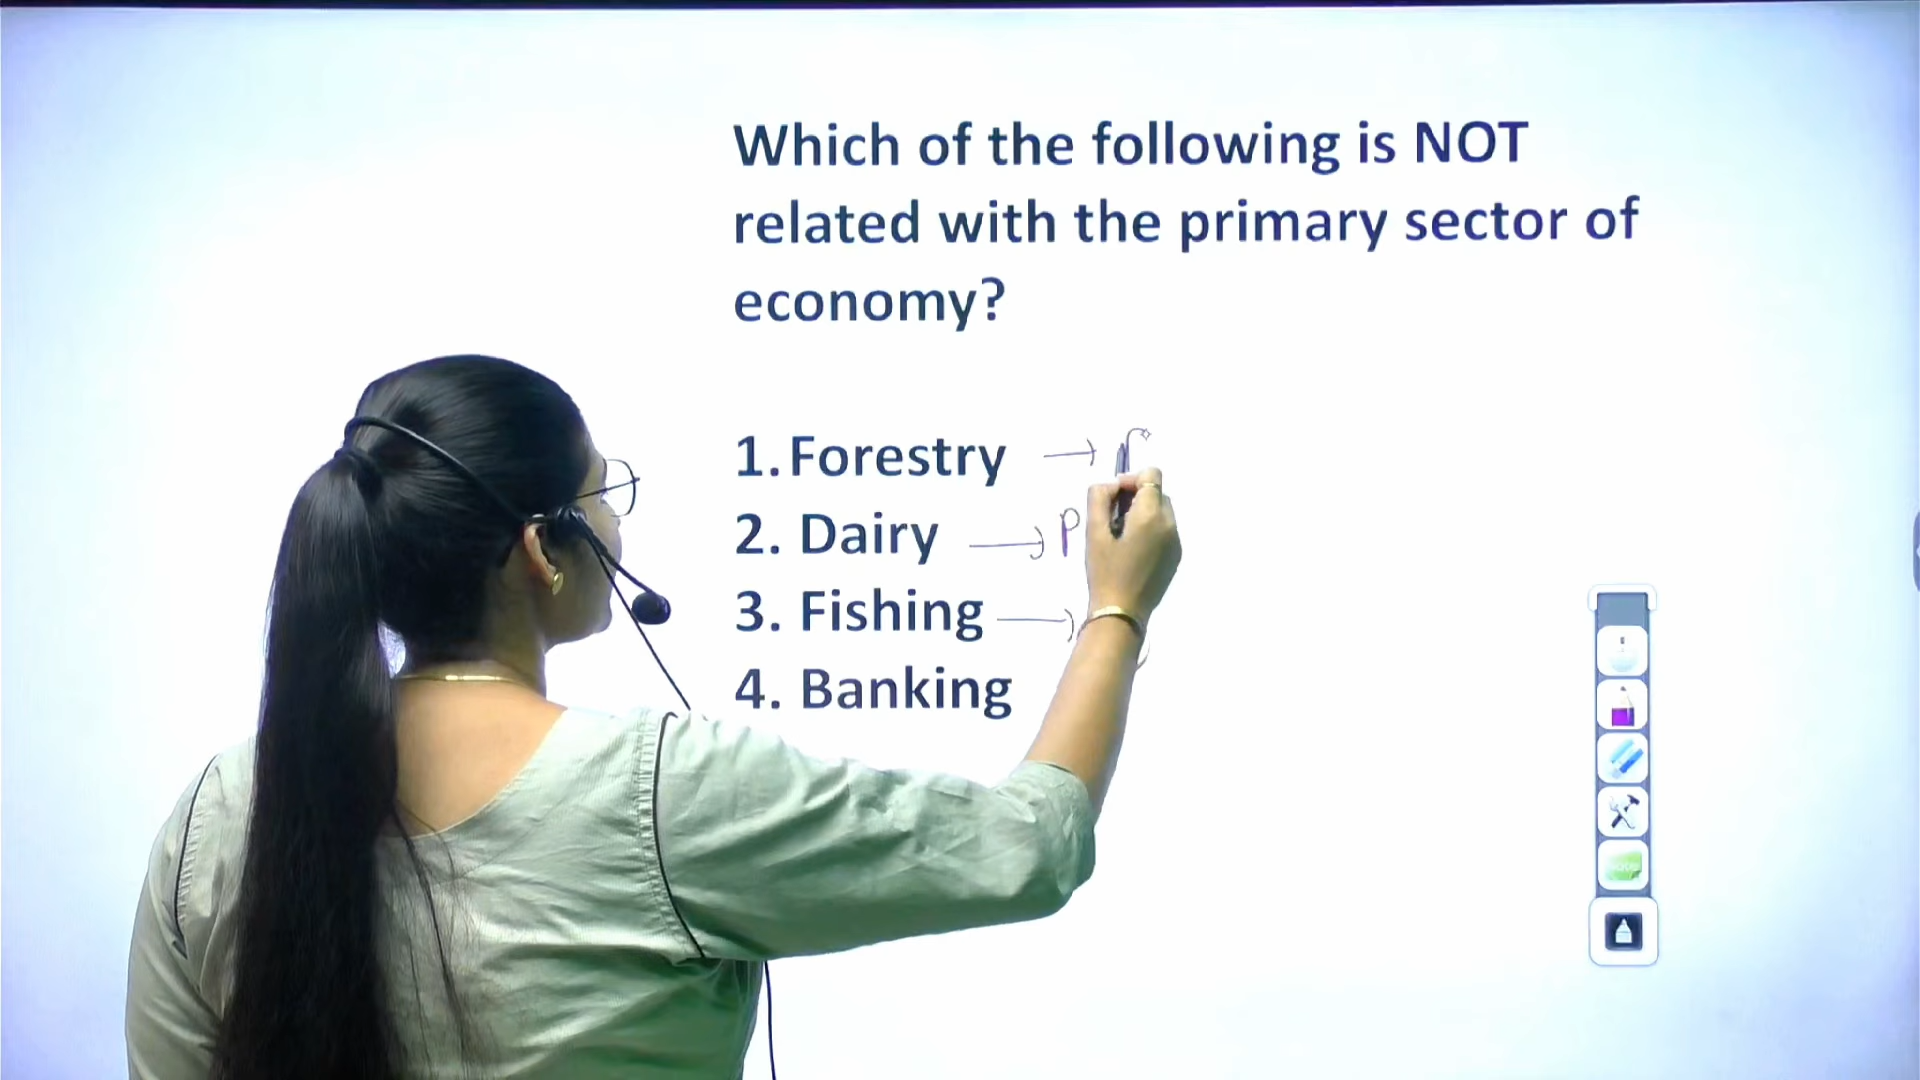 Which of the following is NOT
related with the primary sector of
economy?
1. Forestry →
2. Dairy → P
3. Fishing →
4. Banking